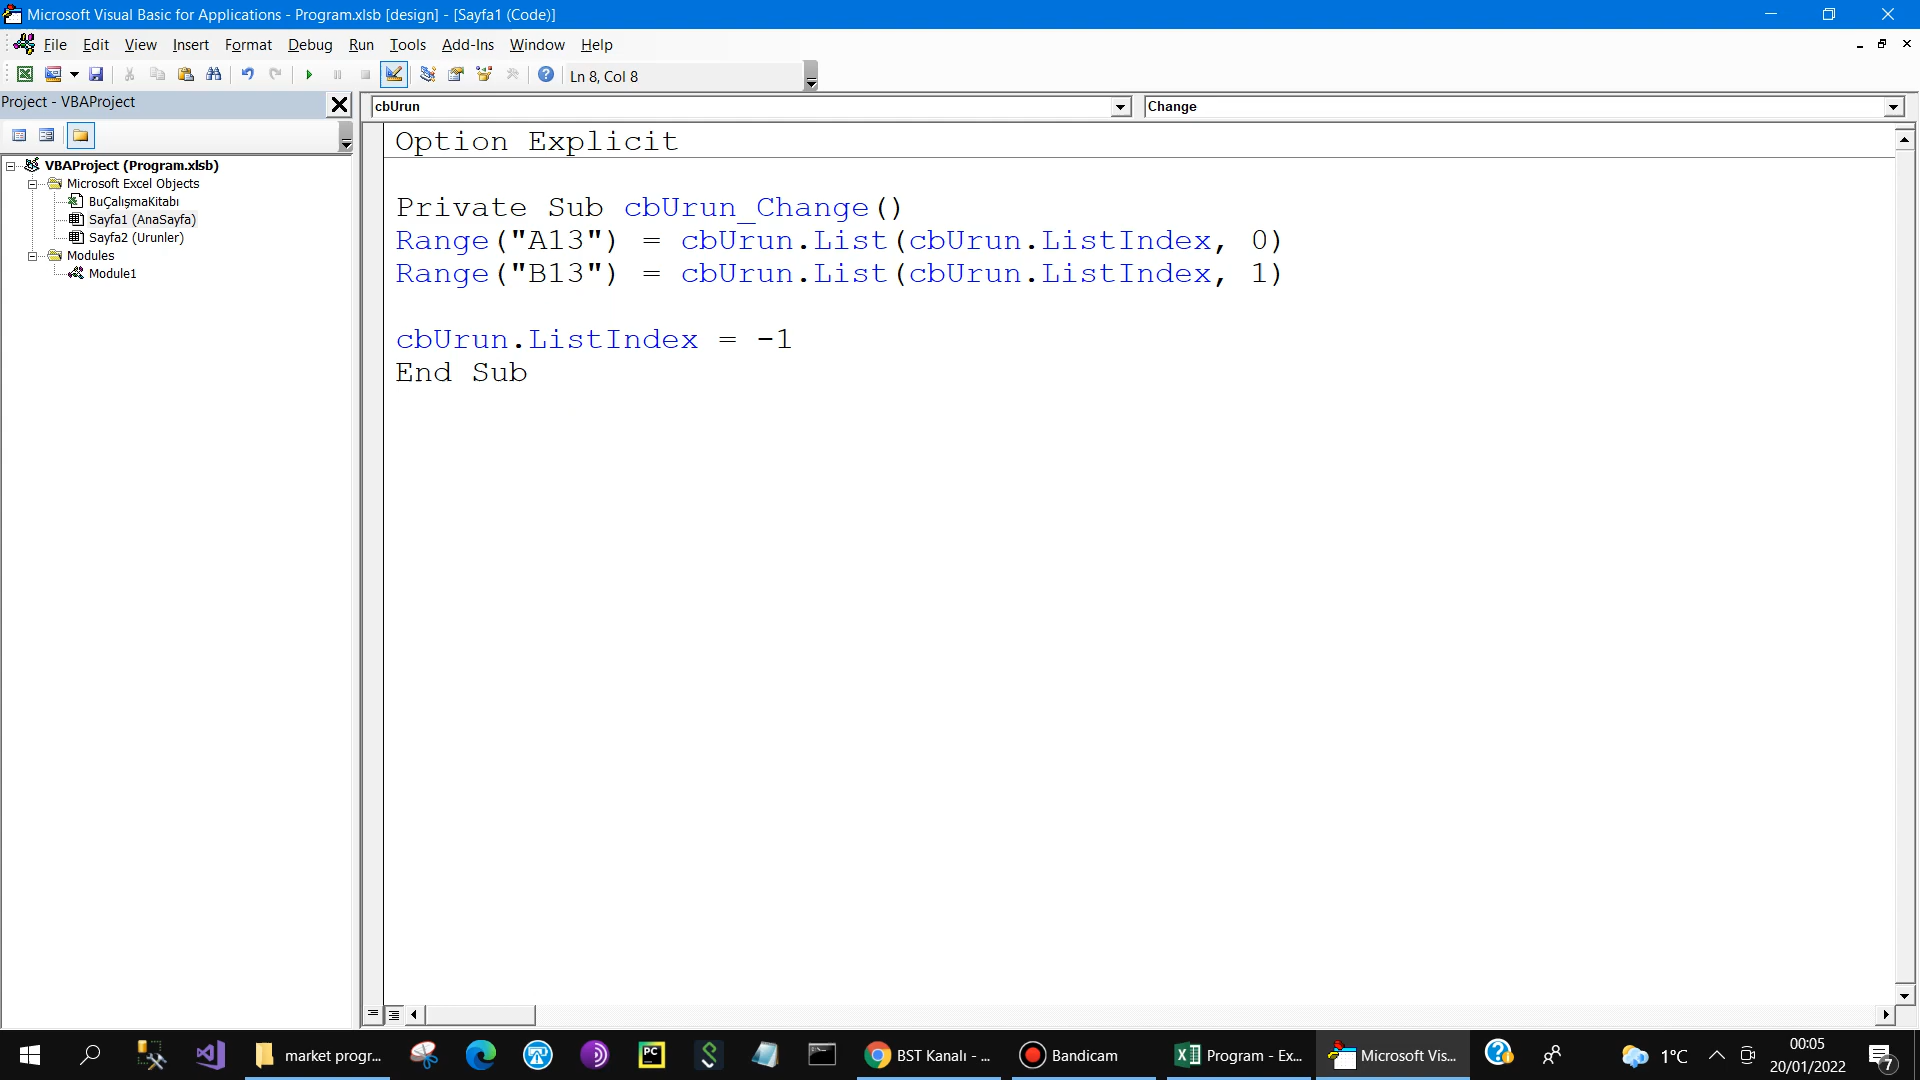 Microsoft Visual Basic for Applications - Program.xlsb [design] - [Sayfa1 (Code)]
File Edit View Insert Format Debug Run Tools Add-Ins Window Help
Ln 8, Col 8
Project - VBAProject
cbUrun
Change
VBAProject (Program.xlsb)
Microsoft Excel Objects
BuÇalışmaKitabı
Sayfa1 (AnaSayfa)
Sayfa2 (Urunler)
Modules
Module1
Option Explicit
Private Sub cbUrun_Change()
Range("A13") = cbUrun.List(cbUrun.ListIndex, 0)
Range("B13") = cbUrun.List(cbUrun.ListIndex, 1)
cbUrun.ListIndex = -1
End Sub
market progr...
PC
BST Kanalı - ...
Bandicam
Program - Ex...
Microsoft Vis...
1°C
00:05
20/01/2022
7